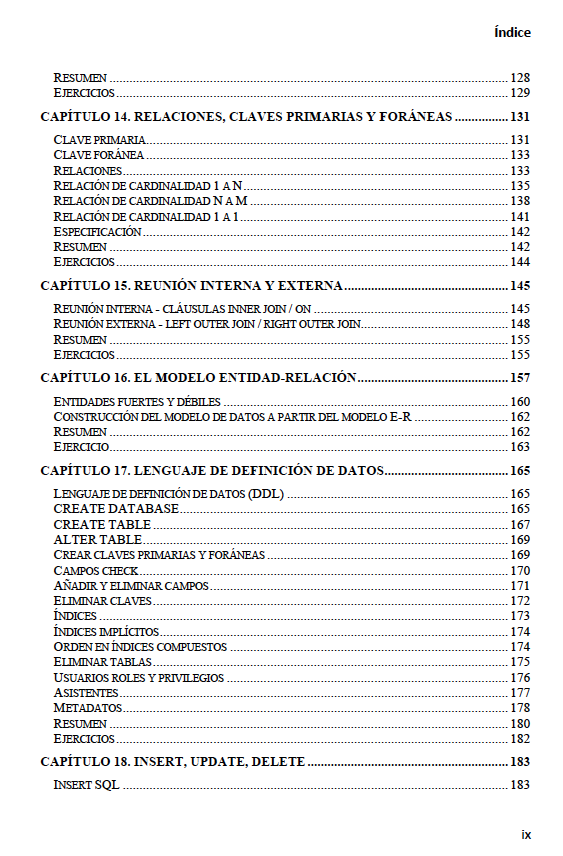 Índice
RESUMEN ........ 128
EJERCICIOS ........ 129
CAPÍTULO 14. RELACIONES, CLAVES PRIMARIAS Y FORÁNEAS ........ 131
CLAVE PRIMARIA ........ 131
CLAVE FORÁNEA ........ 133
RELACIONES ........ 133
RELACIÓN DE CARDINALIDAD 1 A N ........ 135
RELACIÓN DE CARDINALIDAD N A M ........ 138
RELACIÓN DE CARDINALIDAD 1 A 1 ........ 141
ESPECIFICACIÓN ........ 142
RESUMEN ........ 142
EJERCICIOS ........ 144
CAPÍTULO 15. REUNIÓN INTERNA Y EXTERNA ........ 145
REUNIÓN INTERNA – CLÁUSULAS INNER JOIN / ON ........ 145
REUNIÓN EXTERNA – LEFT OUTER JOIN / RIGHT OUTER JOIN ........ 148
RESUMEN ........ 155
EJERCICIOS ........ 155
CAPÍTULO 16. EL MODELO ENTIDAD-RELACIÓN ........ 157
ENTIDADES FUERTES Y DÉBILES ........ 160
CONSTRUCCIÓN DEL MODELO DE DATOS A PARTIR DEL MODELO E-R ........ 162
RESUMEN ........ 162
EJERCICIO ........ 163
CAPÍTULO 17. LENGUAJE DE DEFINICIÓN DE DATOS ........ 165
LENGUAJE DE DEFINICIÓN DE DATOS (DDL) ........ 165
CREATE DATABASE ........ 165
CREATE TABLE ........ 167
ALTER TABLE ........ 169
CREAR CLAVES PRIMARIAS Y FORÁNEAS ........ 169
CAMPOS CHECK ........ 170
AÑADIR Y ELIMINAR CAMPOS ........ 171
ELIMINAR CLAVES ........ 172
ÍNDICES ........ 173
ÍNDICES IMPLÍCITOS ........ 174
ORDEN EN ÍNDICES COMPUESTOS ........ 174
ELIMINAR TABLAS ........ 175
USUARIOS ROLES Y PRIVILEGIOS ........ 176
ASISTENTES ........ 177
METADATOS ........ 178
RESUMEN ........ 180
EJERCICIOS ........ 182
CAPÍTULO 18. INSERT, UPDATE, DELETE ........ 183
INSERT SQL ........ 183
ix